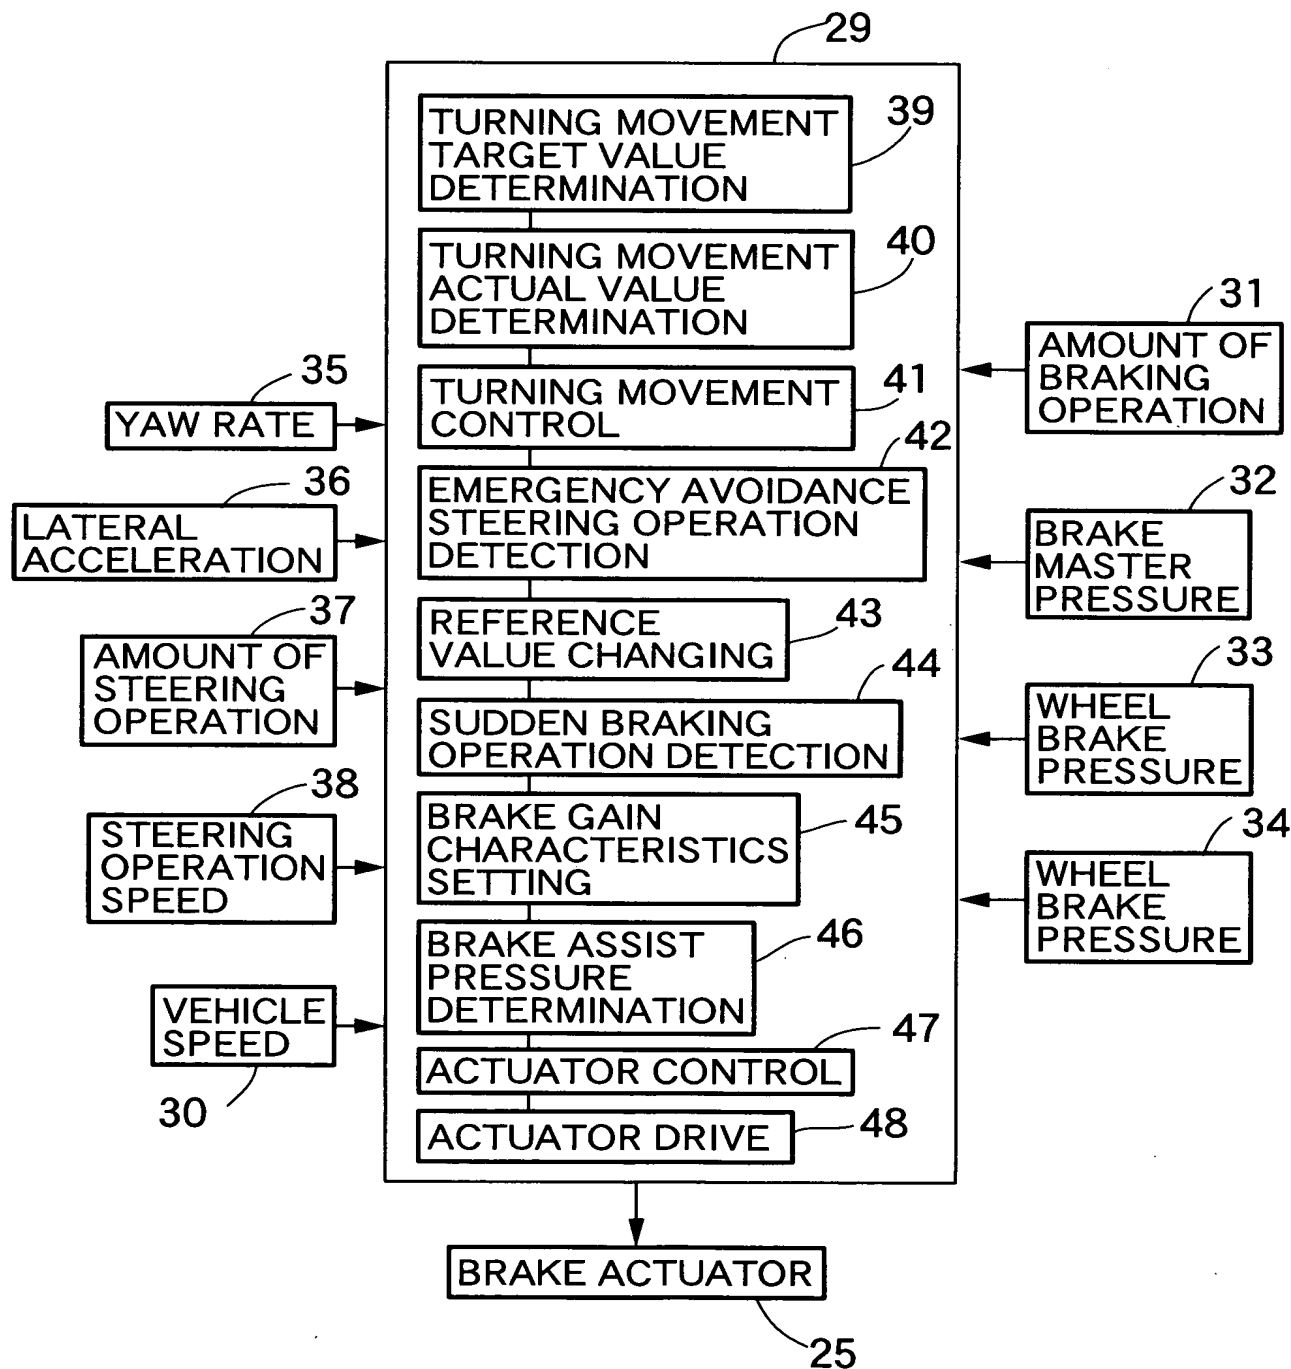 29
TURNING MOVEMENT
TARGET VALUE
DETERMINATION
39
TURNING MOVEMENT
ACTUAL VALUE
DETERMINATION
40
TURNING MOVEMENT
CONTROL
41
EMERGENCY AVOIDANCE
STEERING OPERATION
DETECTION
42
REFERENCE
VALUE CHANGING
43
SUDDEN BRAKING
OPERATION DETECTION
44
BRAKE GAIN
CHARACTERISTICS
SETTING
45
BRAKE ASSIST
PRESSURE
DETERMINATION
46
ACTUATOR CONTROL
47
ACTUATOR DRIVE
48
35
YAW RATE
36
LATERAL
ACCELERATION
37
AMOUNT OF
STEERING
OPERATION
38
STEERING
OPERATION
SPEED
VEHICLE
SPEED
30
31
AMOUNT OF
BRAKING
OPERATION
32
BRAKE
MASTER
PRESSURE
33
WHEEL
BRAKE
PRESSURE
34
WHEEL
BRAKE
PRESSURE
BRAKE ACTUATOR
25